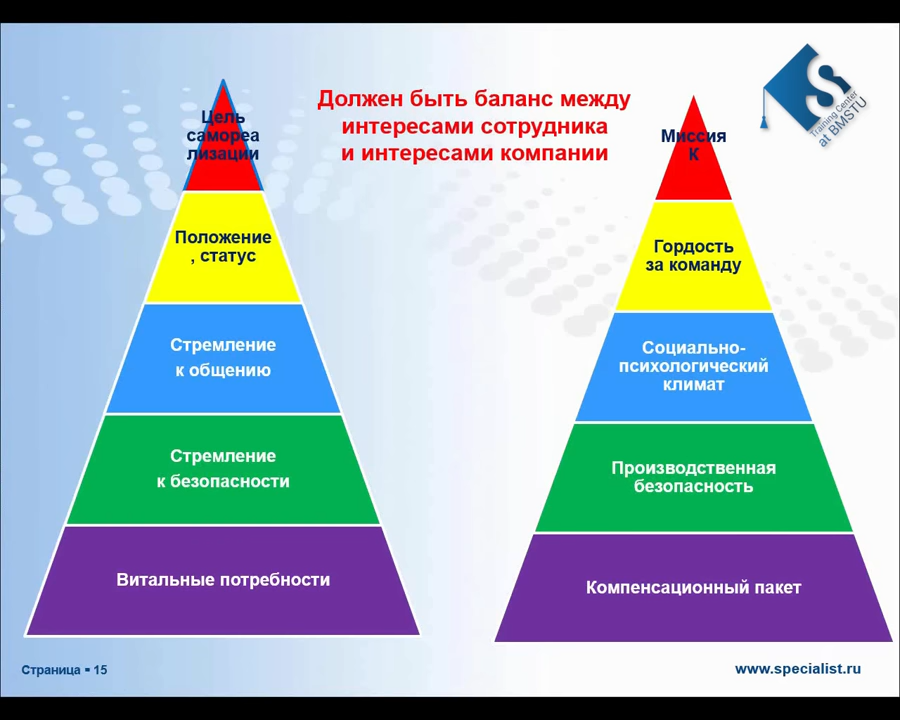 Должен быть баланс между
интересами сотрудника
и интересами компании
Цель
самореа
лизации
Положение
, статус
Стремление
к общению
Стремление
к безопасности
Витальные потребности
Миссия
К
Гордость
за команду
Социально-
психологический
климат
Производственная
безопасность
Компенсационный пакет
S
Training Center
at BMSTU
Страница ▪ 15
www.specialist.ru